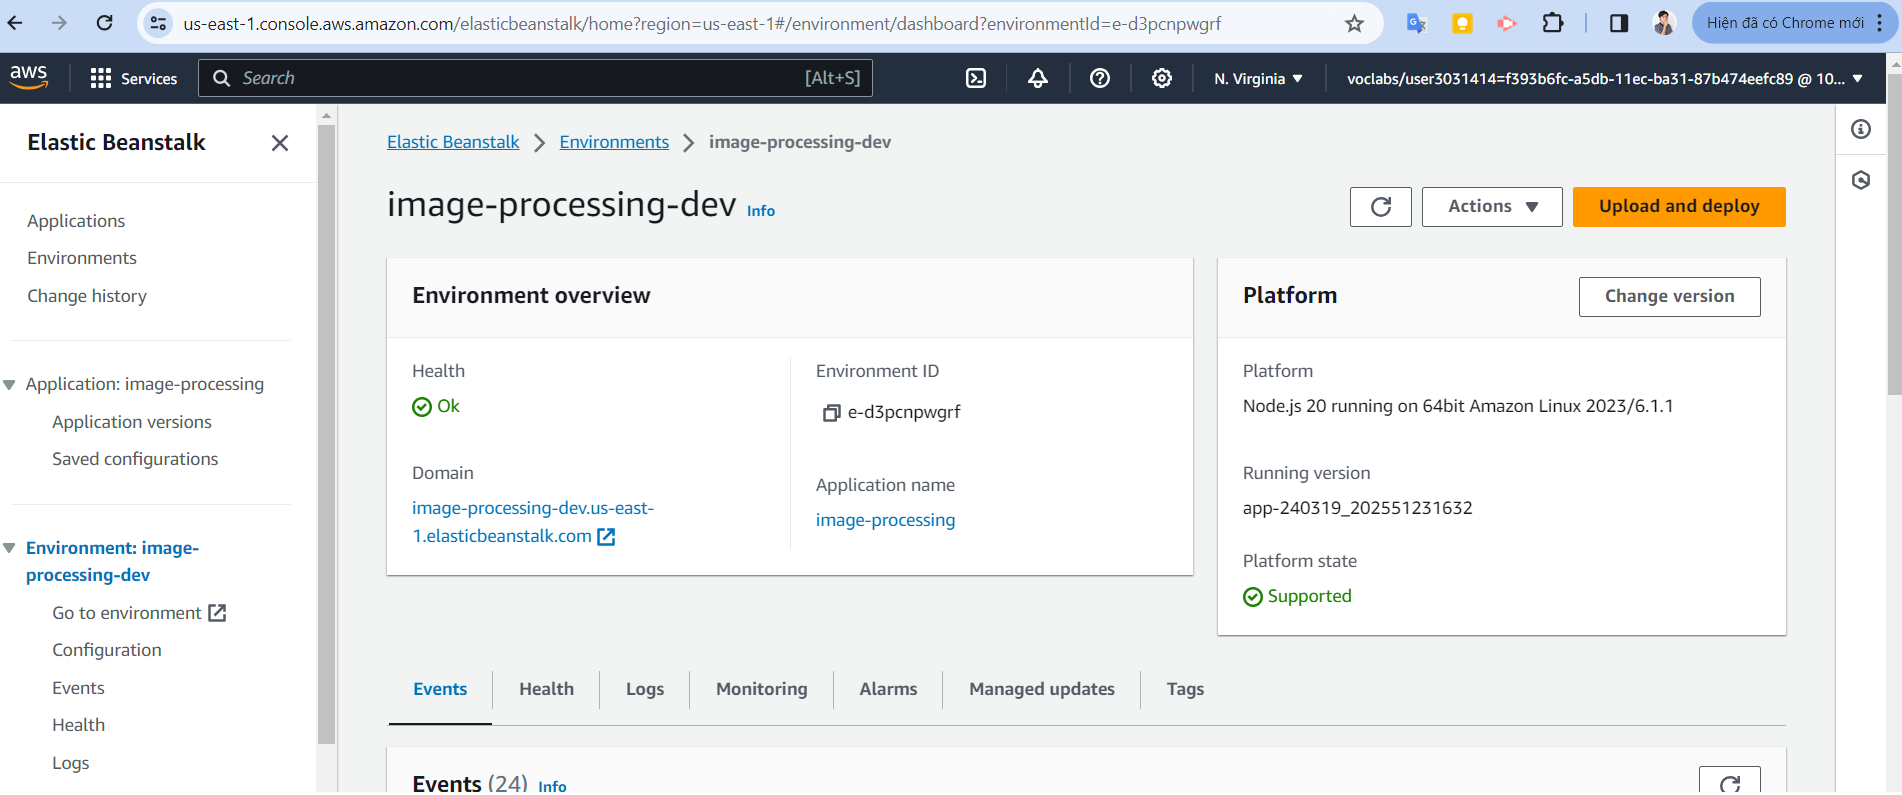 us-east-1.console.aws.amazon.com/elasticbeanstalk/home?region=us-east-1#/environment/dashboard?environmentId=e-d3pcnpwgrf
Hiện đã có Chrome mới
aws
Services
Search
[Alt+S]
N. Virginia
voclabs/user3031414=f393b6fc-a5db-11ec-ba31-87b474eefc89 @ 10...
Elastic Beanstalk
Applications
Environments
Change history
Application: image-processing
Application versions
Saved configurations
Environment: image-
processing-dev
Go to environment
Configuration
Events
Health
Logs
Elastic Beanstalk
Environments
image-processing-dev
image-processing-dev Info
Actions
Upload and deploy
Environment overview
Health
Ok
Domain
image-processing-dev.us-east-
1.elasticbeanstalk.com
Environment ID
e-d3pcnpwgrf
Application name
image-processing
Platform
Change version
Platform
Node.js 20 running on 64bit Amazon Linux 2023/6.1.1
Running version
app-240319_202551231632
Platform state
Supported
Events
Health
Logs
Monitoring
Alarms
Managed updates
Tags
Events (24) Info